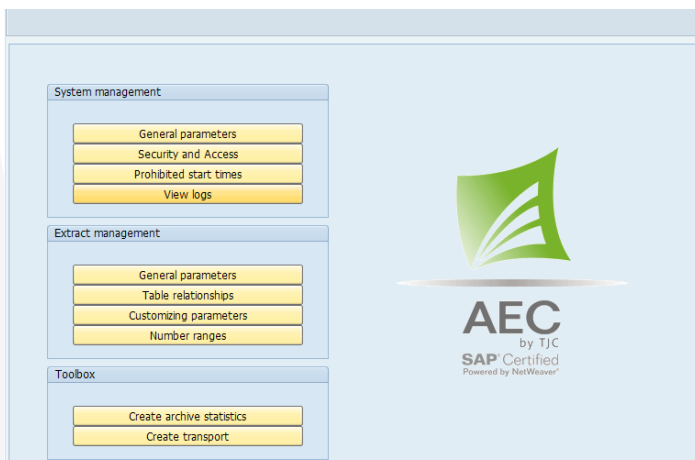 System management
General parameters
Security and Access
Prohibited start times
View logs
Extract management
General parameters
Table relationships
Customizing parameters
Number ranges
Toolbox
Create archive statistics
Create transport
AEC
by TJC
SAP® Certified
Powered by NetWeaver®